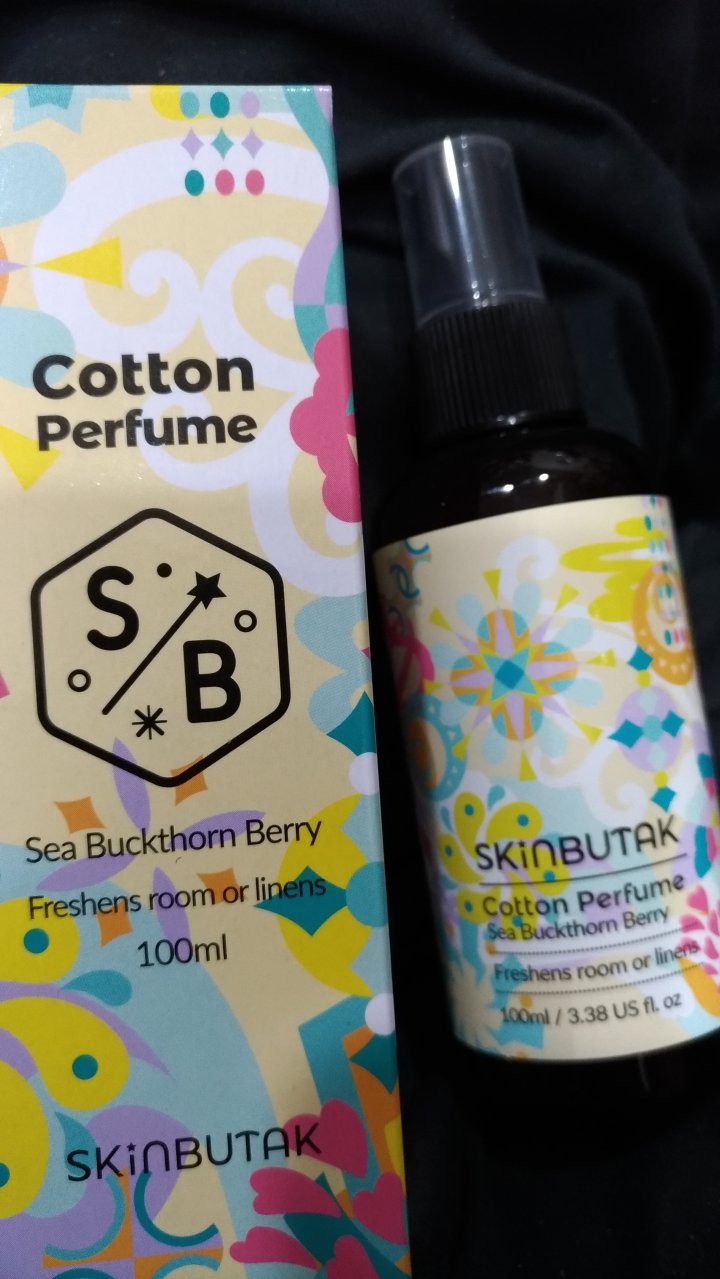 Cotton
Perfume
S
B
Sea Buckthorn Berry
Freshens room or linens
100ml
SKiNBUTAK
SKiNBUTAK
Cotton Perfume
Sea Buckthorn Berry
Freshens room or linens
100ml / 3.38 US fl. oz